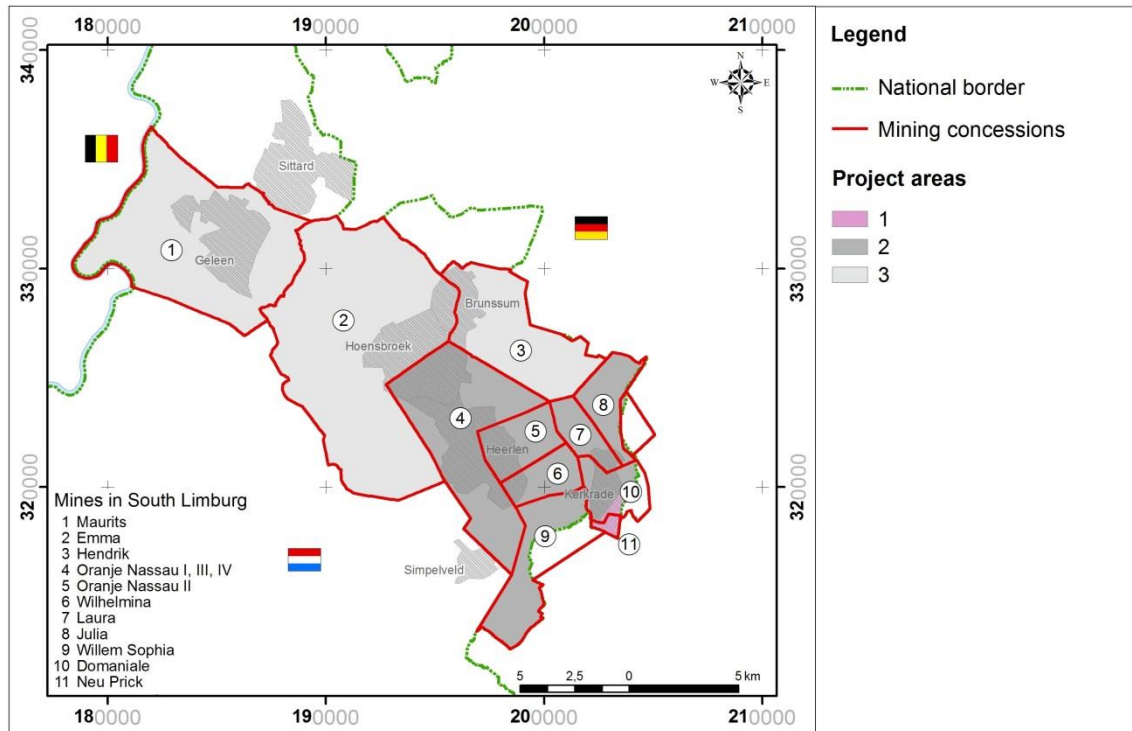 180000 190000 200000 210000
340000
330000
320000
N
W E
S
Sittard
Geleen
Brunssum
Hoensbroek
Heerlen
Kerkrade
Simpelveld
1
2
3
4
5
6
7
8
9
10
11
Mines in South Limburg
1 Maurits
2 Emma
3 Hendrik
4 Oranje Nassau I, III, IV
5 Oranje Nassau II
6 Wilhelmina
7 Laura
8 Julia
9 Willem Sophia
10 Domaniale
11 Neu Prick
5 2,5 0 5 km
180000 190000 200000 210000
340000
330000
320000
Legend
National border
Mining concessions
Project areas
1
2
3